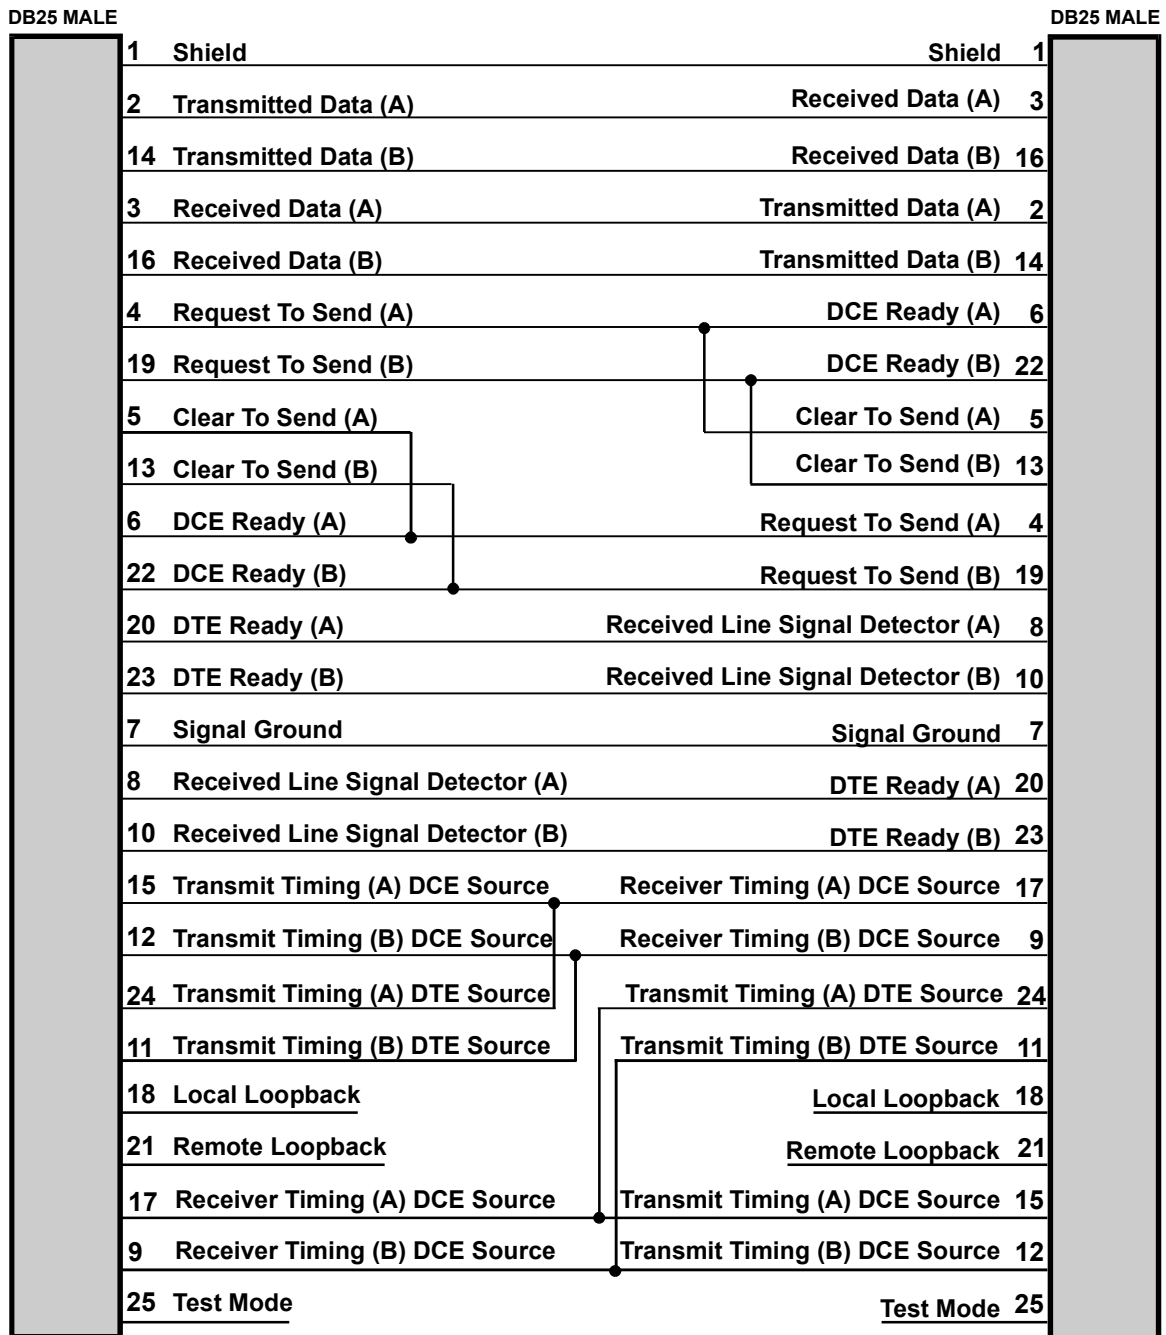 DB25 MALE DB25 MALE
1 Shield Shield 1
2 Transmitted Data (A) Received Data (A) 3
14 Transmitted Data (B) Received Data (B) 16
3 Received Data (A) Transmitted Data (A) 2
16 Received Data (B) Transmitted Data (B) 14
4 Request To Send (A) DCE Ready (A) 6
19 Request To Send (B) DCE Ready (B) 22
5 Clear To Send (A) Clear To Send (A) 5
13 Clear To Send (B) Clear To Send (B) 13
6 DCE Ready (A) Request To Send (A) 4
22 DCE Ready (B) Request To Send (B) 19
20 DTE Ready (A) Received Line Signal Detector (A) 8
23 DTE Ready (B) Received Line Signal Detector (B) 10
7 Signal Ground Signal Ground 7
8 Received Line Signal Detector (A) DTE Ready (A) 20
10 Received Line Signal Detector (B) DTE Ready (B) 23
15 Transmit Timing (A) DCE Source Receiver Timing (A) DCE Source 17
12 Transmit Timing (B) DCE Source Receiver Timing (B) DCE Source 9
24 Transmit Timing (A) DTE Source Transmit Timing (A) DTE Source 24
11 Transmit Timing (B) DTE Source Transmit Timing (B) DTE Source 11
18 Local Loopback Local Loopback 18
21 Remote Loopback Remote Loopback 21
17 Receiver Timing (A) DCE Source Transmit Timing (A) DCE Source 15
9 Receiver Timing (B) DCE Source Transmit Timing (B) DCE Source 12
25 Test Mode Test Mode 25